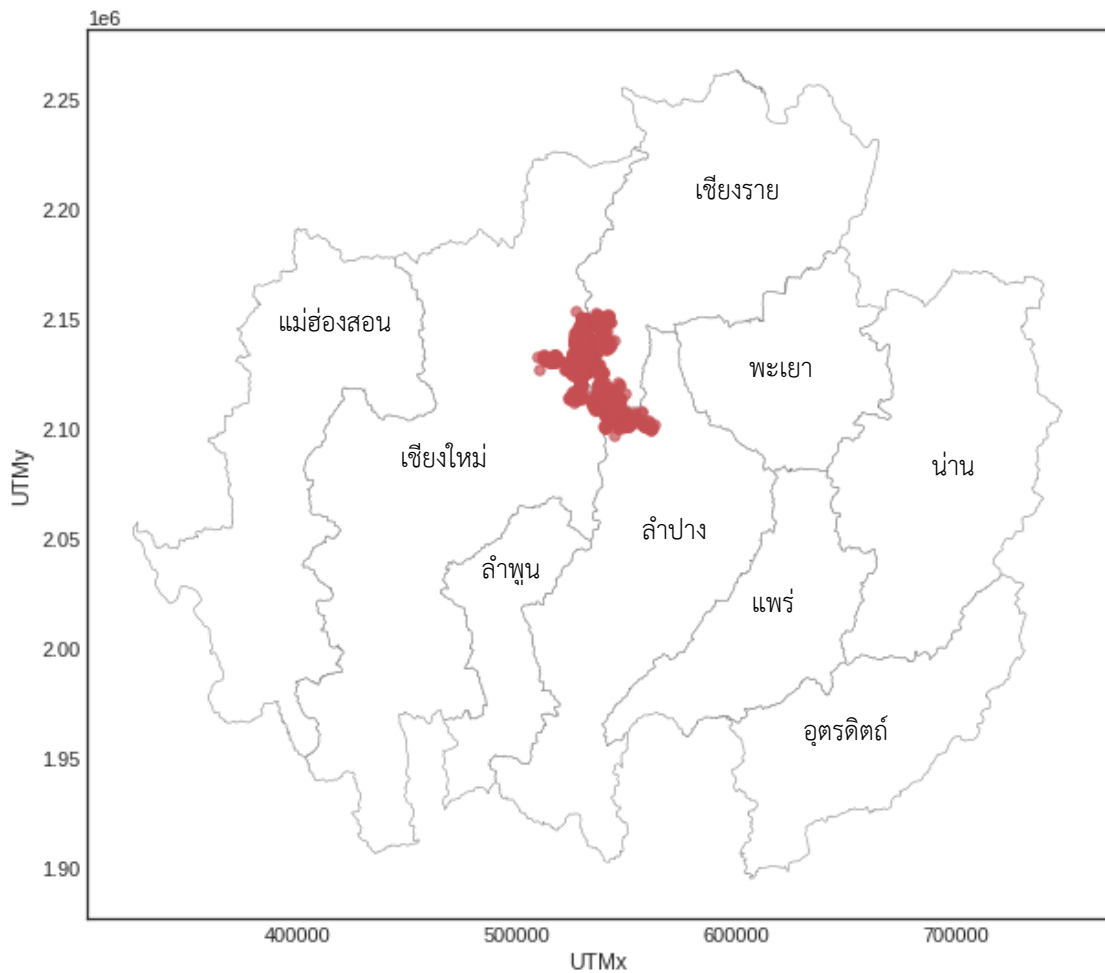 1e6
2.25
2.20
2.15
2.10
2.05
2.00
1.95
1.90
UTMy
เชียงราย
แม่ฮ่องสอน
พะเยา
เชียงใหม่
น่าน
ลำปาง
ลำพูน
แพร่
อุตรดิตถ์
400000
500000
600000
700000
UTMx